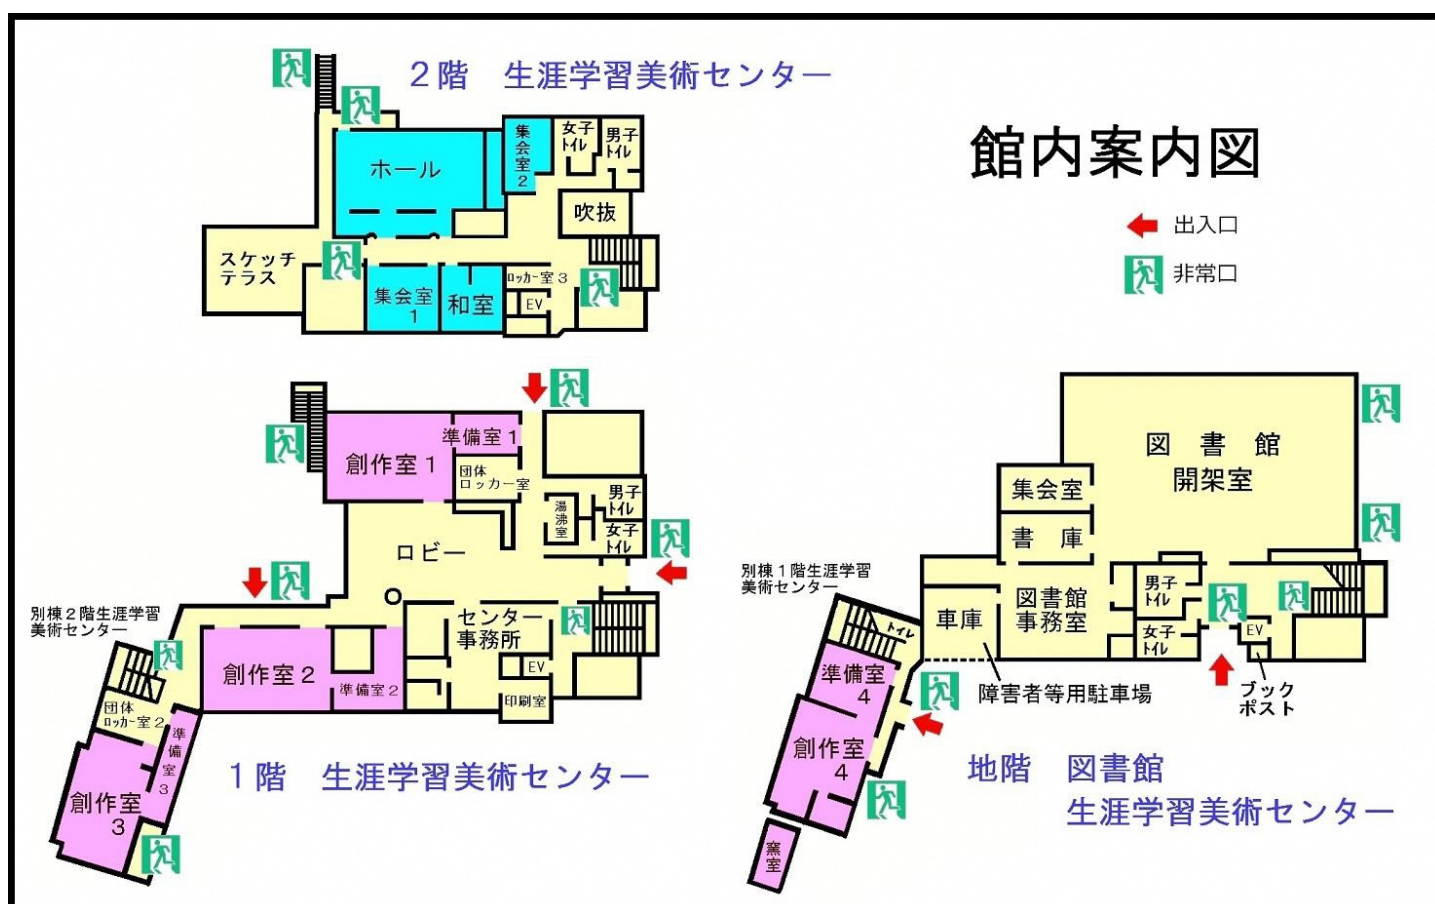 館内案内図
出入口
非常口
2階 生涯学習美術センター
ホール
集会室2
女子トイレ
男子トイレ
吹抜
スケッチ
テラス
集会室
1
和室
ロッカー室3
EV
準備室1
創作室1
団体
ロッカー室
湯沸室
男子トイレ
女子トイレ
ロビー
別棟2階生涯学習
美術センター
センター
事務所
創作室2
準備室2
EV
印刷室
団体
ロッカー室2
準備室3
創作室
3
1階 生涯学習美術センター
図書館
開架室
集会室
書庫
別棟1階生涯学習
美術センター
トイレ
車庫
図書館
事務室
男子トイレ
女子トイレ
EV
準備室
4
障害者等用駐車場
ブック
ポスト
創作室
4
窯室
地階 図書館
生涯学習美術センター